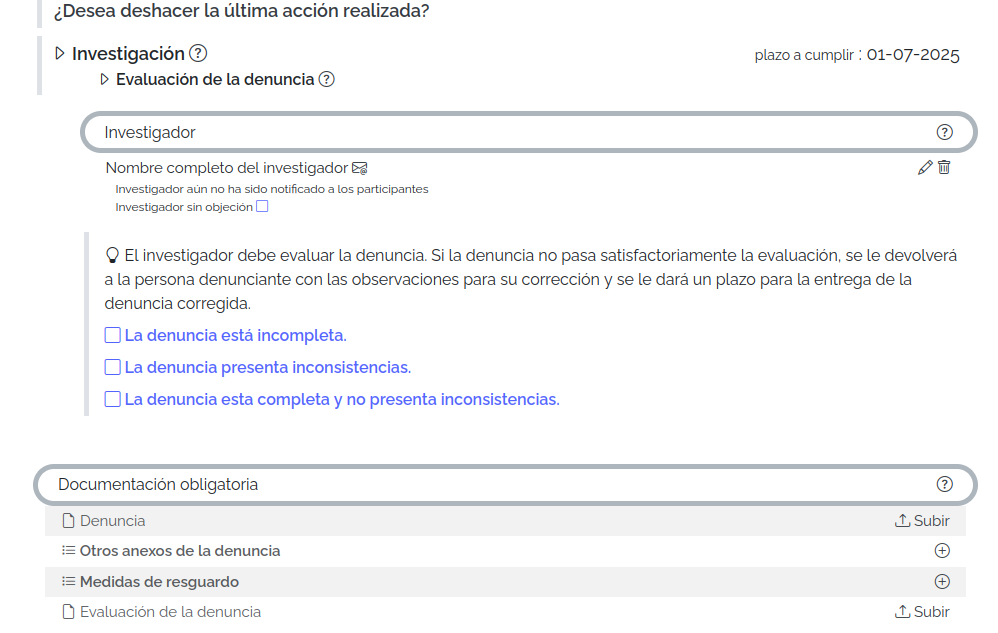 ¿Desea deshacer la última acción realizada?
Investigación ?
plazo a cumplir : 01-07-2025
Evaluación de la denuncia ?
Investigador ?
Nombre completo del investigador
Investigador aún no ha sido notificado a los participantes
Investigador sin objeción
El investigador debe evaluar la denuncia. Si la denuncia no pasa satisfactoriamente la evaluación, se le devolverá
a la persona denunciante con las observaciones para su corrección y se le dará un plazo para la entrega de la
denuncia corregida.
La denuncia está incompleta.
La denuncia presenta inconsistencias.
La denuncia esta completa y no presenta inconsistencias.
Documentación obligatoria ?
Denuncia Subir
Otros anexos de la denuncia
Medidas de resguardo
Evaluación de la denuncia Subir